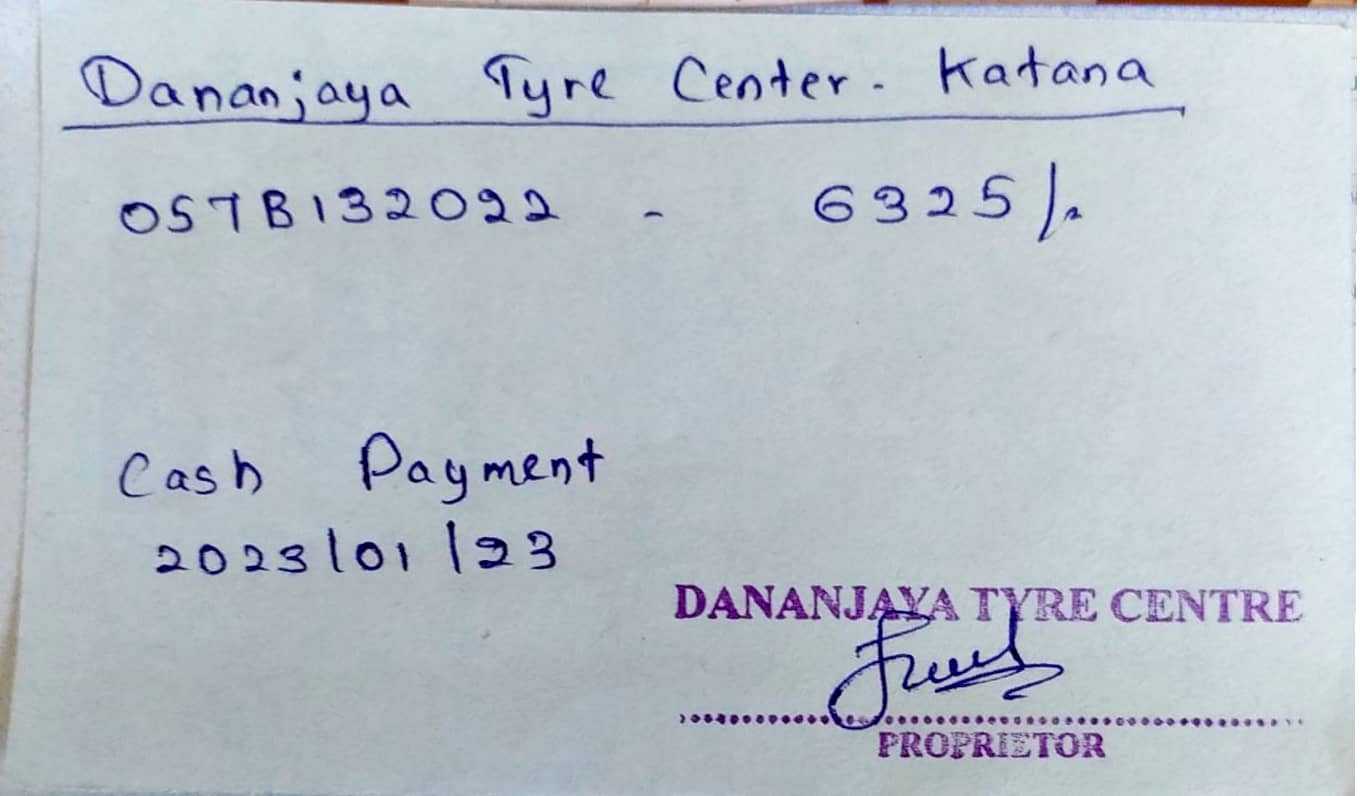 Dananjaya Tyre Center - Katana
057B132022 - 6325/-
Cash Payment
2023/01/23
DANANJAYA TYRE CENTRE
PROPRIETOR